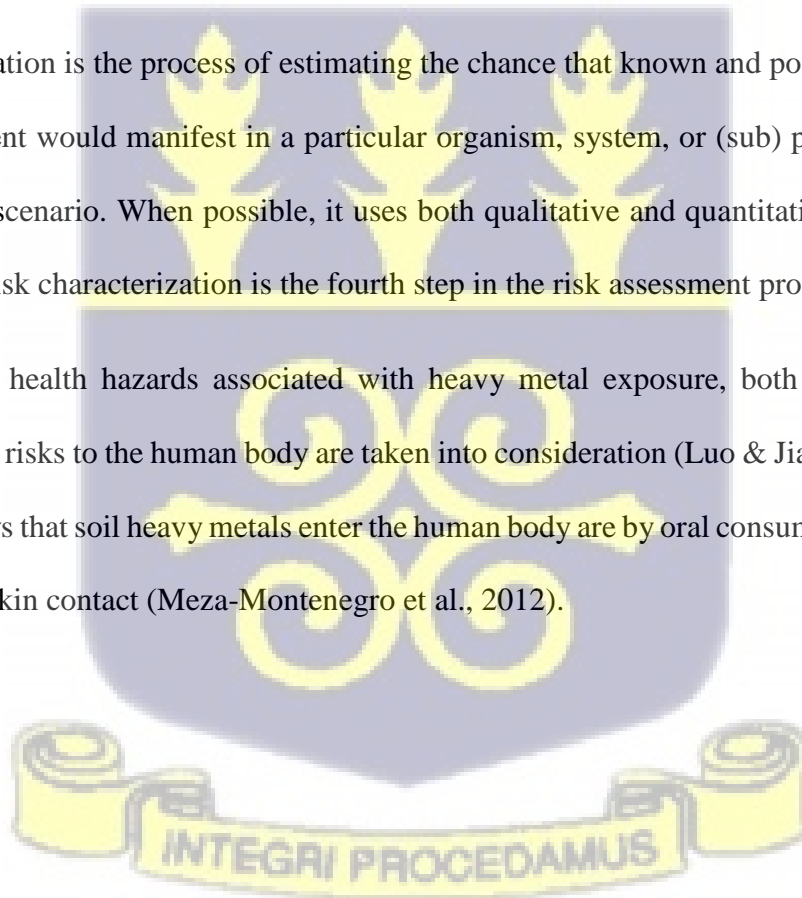 ation is the process of estimating the chance that known and po
ent would manifest in a particular organism, system, or (sub) p
scenario. When possible, it uses both qualitative and quantitati
isk characterization is the fourth step in the risk assessment pro
health hazards associated with heavy metal exposure, both
risks to the human body are taken into consideration (Luo & Jia
s that soil heavy metals enter the human body are by oral consun
kin contact (Meza-Montenegro et al., 2012).
INTEGRI PROCEDAMUS